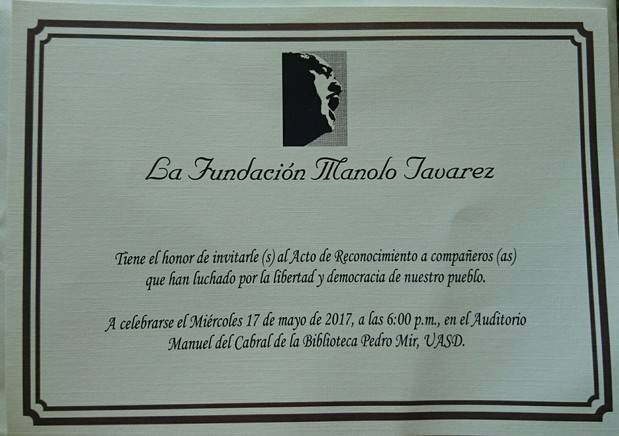 La Fundación Manolo Tavarez
Tiene el honor de invitarle (s) al Acto de Reconocimiento a compañeros (as)
que han luchado por la libertad y democracia de nuestro pueblo.
A celebrarse el Miércoles 17 de mayo de 2017, a las 6:00 p.m., en el Auditorio
Manuel del Cabral de la Biblioteca Pedro Mir, UASD.